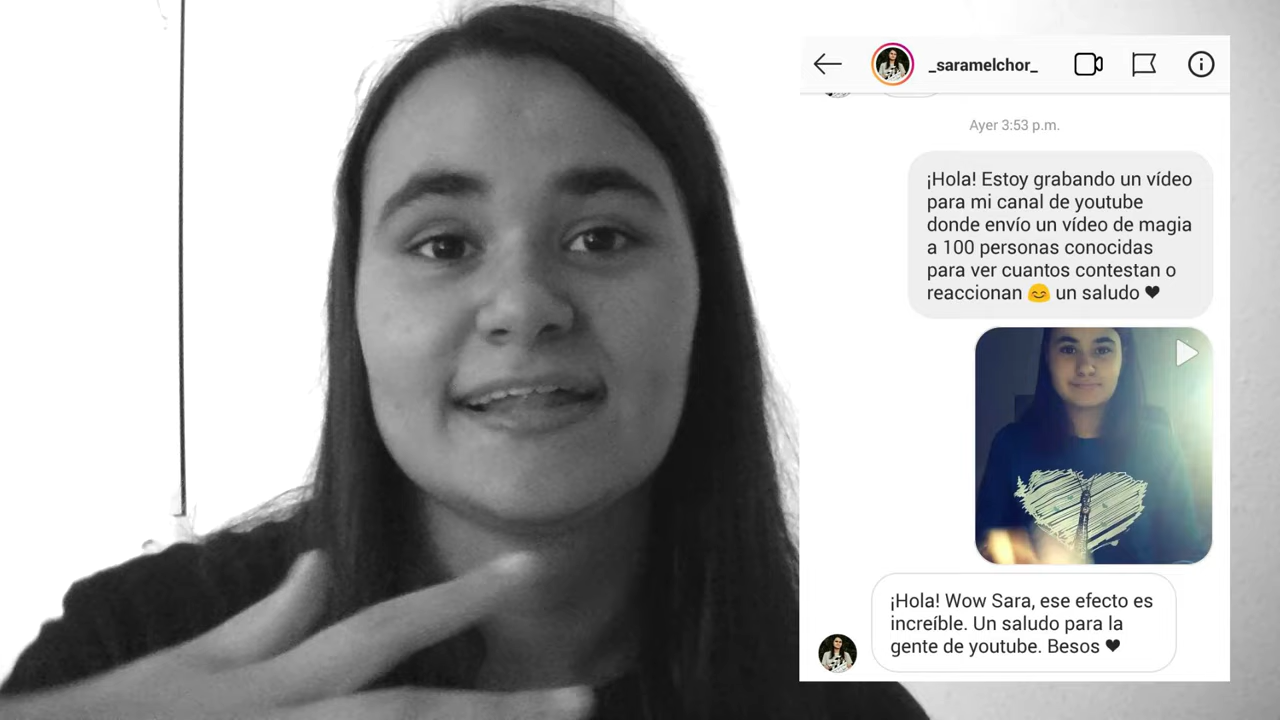 _saramelchor_
Ayer 3:53 p.m.
¡Hola! Estoy grabando un vídeo
para mi canal de youtube
donde envío un vídeo de magia
a 100 personas conocidas
para ver cuantos contestan o
reaccionan 😊 un saludo ♥
¡Hola! Wow Sara, ese efecto es
increíble. Un saludo para la
gente de youtube. Besos ♥